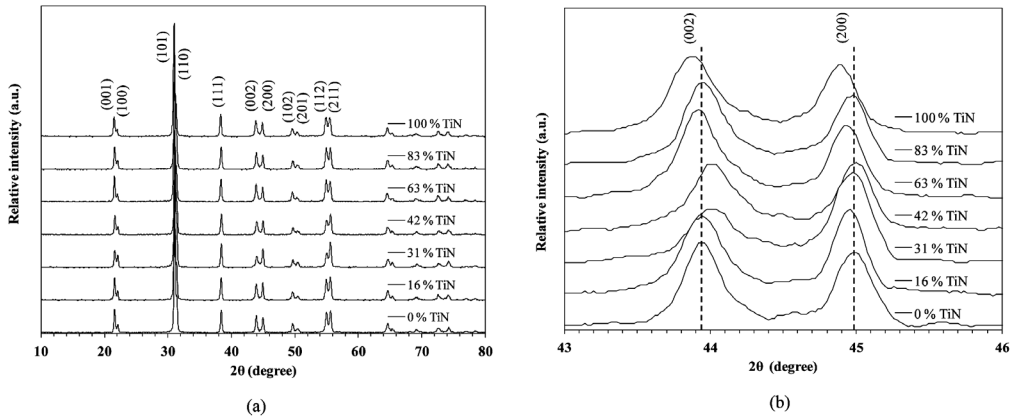 (a)
Relative intensity (a.u.)
(001)
(100)
(101)
(110)
(111)
(002)
(200)
(102)
(201)
(112)
(211)
100 % TiN
83 % TiN
63 % TiN
42 % TiN
31 % TiN
16 % TiN
0 % TiN
10 20 30 40 50 60 70 80
2θ (degree)
(a)
(b)
Relative intensity (a.u.)
(002)
(200)
100 % TiN
83 % TiN
63 % TiN
42 % TiN
31 % TiN
16 % TiN
0 % TiN
43 44 45 46
2θ (degree)
(b)